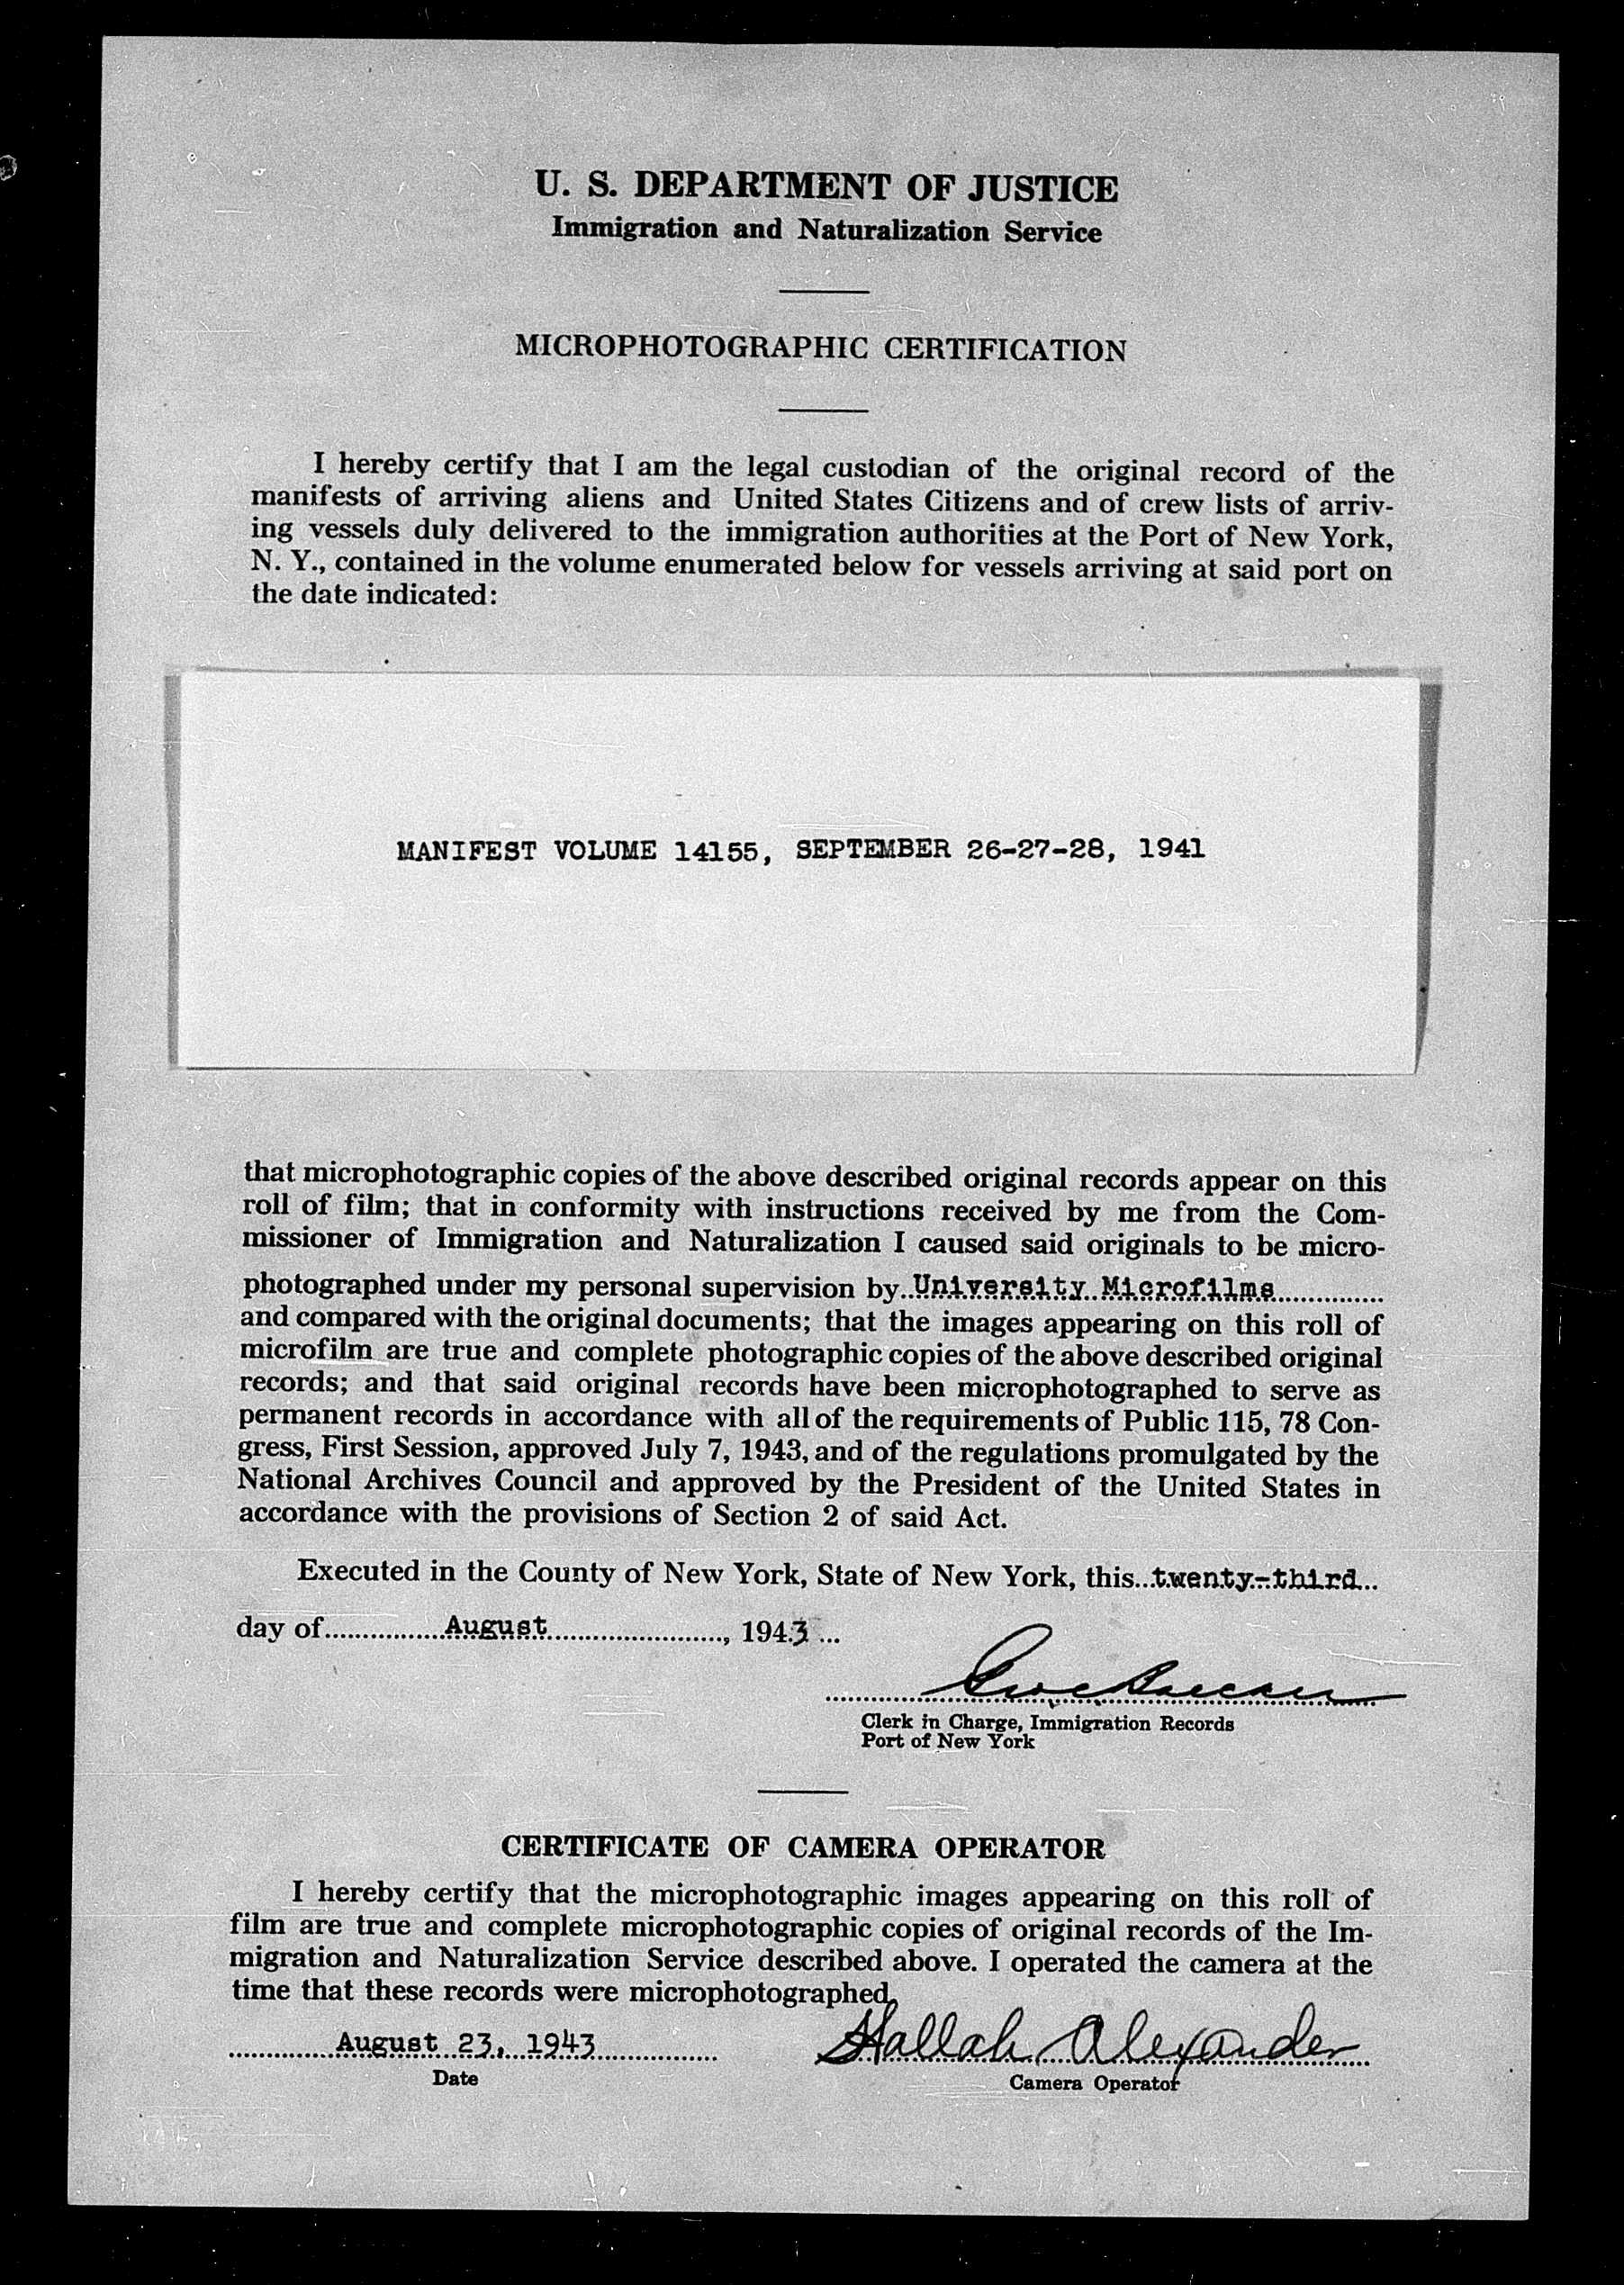 U. S. DEPARTMENT OF JUSTICE
Immigration and Naturalization Service
MICROPHOTOGRAPHIC CERTIFICATION
I hereby certify that I am the legal custodian of the original record of the
manifests of arriving aliens and United States Citizens and of crew lists of arriv-
ing vessels duly delivered to the immigration authorities at the Port of New York,
N. Y., contained in the volume enumerated below for vessels arriving at said port on
the date indicated:
MANIFEST VOLUME 14155, SEPTEMBER 26-27-28, 1941
that microphotographic copies of the above described original records appear on this
roll of film; that in conformity with instructions received by me from the Com-
missioner of Immigration and Naturalization I caused said originals to be micro-
photographed under my personal supervision by University Microfilms
and compared with the original documents; that the images appearing on this roll of
microfilm are true and complete photographic copies of the above described original
records; and that said original records have been microphotographed to serve as
permanent records in accordance with all of the requirements of Public 115, 78 Con-
gress, First Session, approved July 7, 1943, and of the regulations promulgated by the
National Archives Council and approved by the President of the United States in
accordance with the provisions of Section 2 of said Act.
Executed in the County of New York, State of New York, this twenty-third
day of August, 1943
Clerk in Charge, Immigration Records
Port of New York
CERTIFICATE OF CAMERA OPERATOR
I hereby certify that the microphotographic images appearing on this roll of
film are true and complete microphotographic copies of original records of the Im-
migration and Naturalization Service described above. I operated the camera at the
time that these records were microphotographed.
August 23, 1943 Hallah Alexander
Date Camera Operator